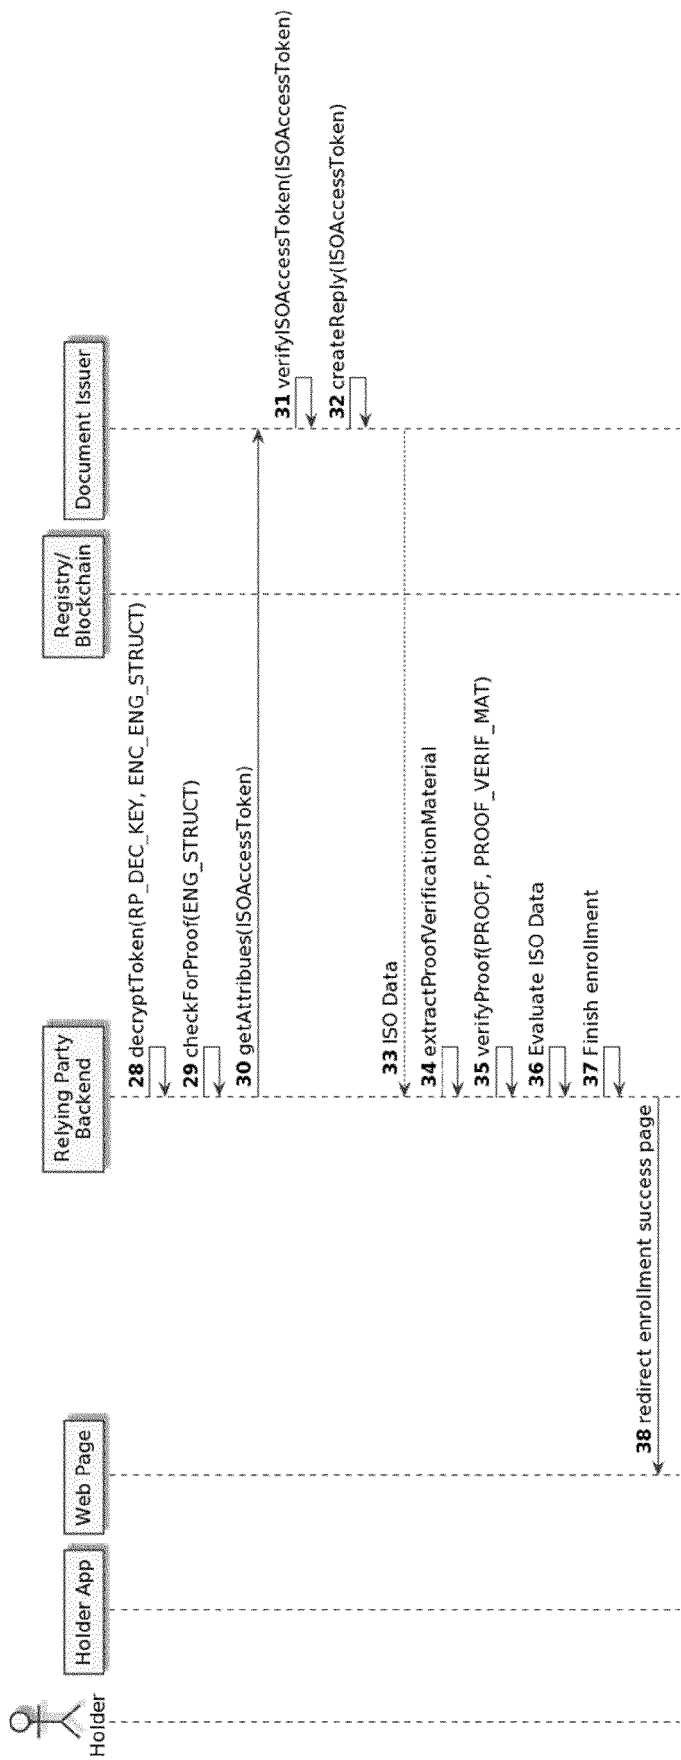 Holder
Holder App
Web Page
Relying Party
Backend
Registry/
Blockchain
Document Issuer
28 decryptToken(RP_DEC_KEY, ENC_ENG_STRUCT)
29 checkForProof(ENG_STRUCT)
30 getAttribues(ISOAccessToken)
31 verifyISOAccessToken(ISOAccessToken)
32 createReply(ISOAccessToken)
33 ISO Data
34 extractProofVerificationMaterial
35 verifyProof(PROOF, PROOF_VERIF_MAT)
36 Evaluate ISO Data
37 Finish enrollment
38 redirect enrollment success page